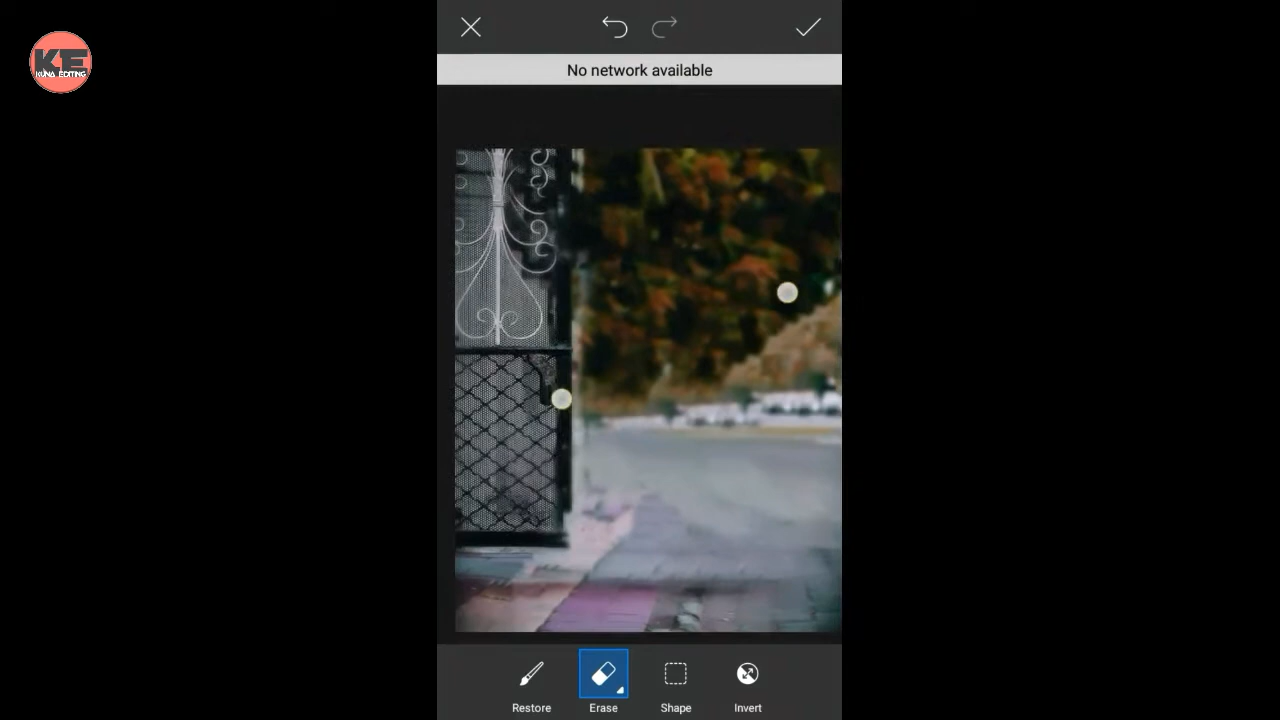 KE
KUNA EDITING
No network available
Restore
Erase
Shape
Invert